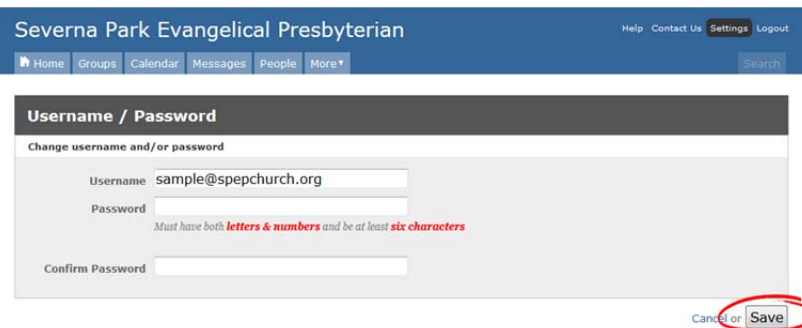 Severna Park Evangelical Presbyterian
Help Contact Us Settings Logout
Home Groups Calendar Messages People More
Search
Username / Password
Change username and/or password
Username sample@spepchurch.org
Password
Must have both letters & numbers and be at least six characters
Confirm Password
Cancel or Save